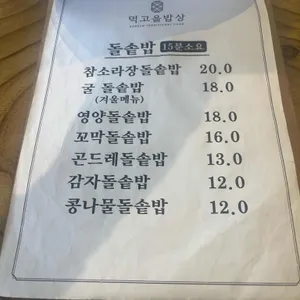 먹고을밥상
돌솥밥 15분소요
참소라장돌솥밥 20.0
굴 돌솥밥 18.0
(겨울메뉴)
영양돌솥밥 18.0
꼬막돌솥밥 16.0
곤드레돌솥밥 13.0
감자돌솥밥 12.0
콩나물돌솥밥 12.0